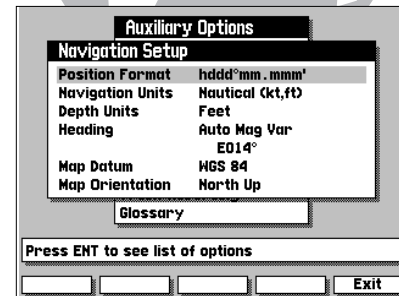 Auxiliary Options
Navigation Setup
Position Format hddd°mm.mmm'
Navigation Units Nautical (kt,ft)
Depth Units Feet
Heading Auto Mag Var
E014°
Map Datum WGS 84
Map Orientation North Up
Glossary
Press ENT to see list of options
Exit